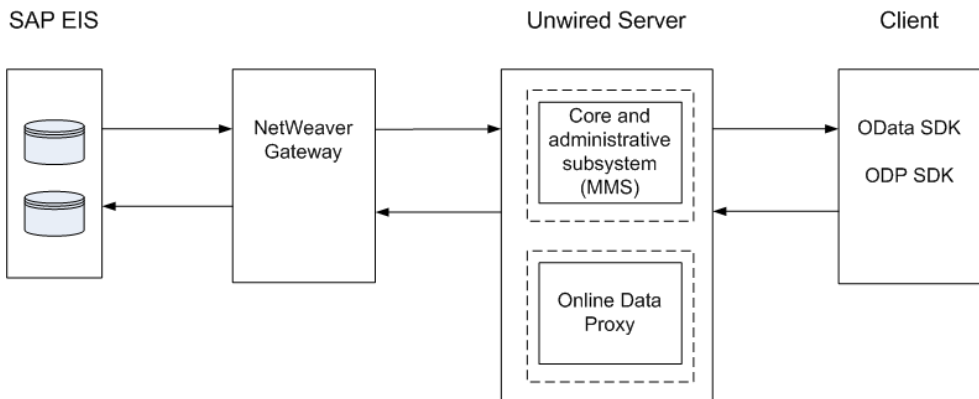 SAP EIS
Unwired Server
Client
NetWeaver
Gateway
Core and
administrative
subsystem
(MMS)
Online Data
Proxy
OData SDK
ODP SDK